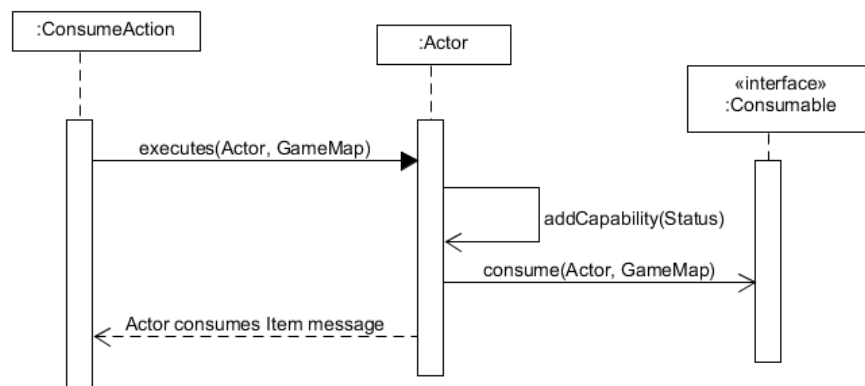 :ConsumeAction
:Actor
«interface»
:Consumable
executes(Actor, GameMap)
addCapability(Status)
consume(Actor, GameMap)
Actor consumes Item message